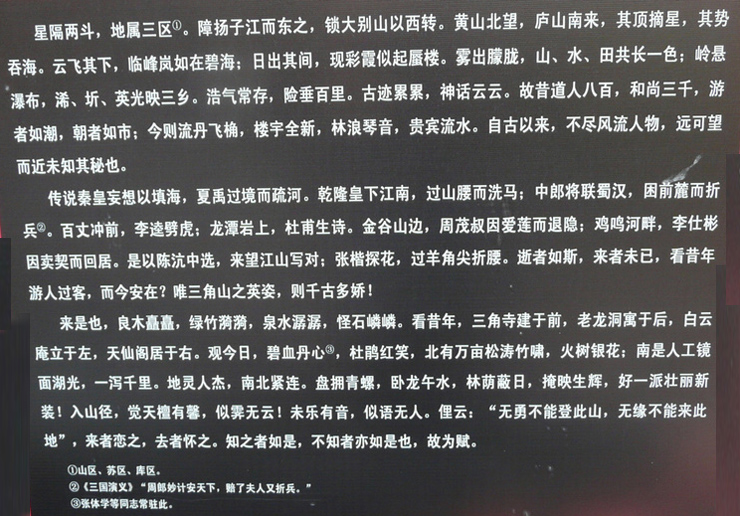 星隔两斗，地属三区①。障扬子江而东之，锁大别山以西转。黄山北望，庐山南来，其顶摘星，其势
吞海。云飞其下，临峰岚如在碧海；日出其间，现彩霞似起蜃楼。雾出朦胧，山、水、田共长一色；岭悬
瀑布，浠、圻、英光映三乡。浩气常存，险垂百里。古迹累累，神话云云。故昔道人八百，和尚三千，游
者如潮，朝者如市；今则流丹飞桷，楼宇全新，林浪琴音，贵宾流水。自古以来，不尽风流人物，远可望
而近未知其秘也。
传说秦皇妄想以填海，夏禹过境而疏河。乾隆皇下江南，过山腰而洗马；中郎将联蜀汉，困前麓而折
兵②。百丈冲前，李逵劈虎；龙潭岩上，杜甫生诗。金谷山边，周茂叔因爱莲而退隐；鸡鸣河畔，李仕彬
因卖契而回居。是以陈沆中选，来望江山写对；张楷探花，过羊角尖折腰。逝者如斯，来者未已，看昔年
游人过客，而今安在？唯三角山之英姿，则千古多娇！
来是也，良木矗矗，绿竹漪漪，泉水潺潺，怪石嶙嶙。看昔年，三角寺建于前，老龙洞寓于后，白云
庵立于左，天仙阁居于右。观今日，碧血丹心③，杜鹃红笑，北有万亩松涛竹啸，火树银花；南是人工镜
面湖光，一泻千里。地灵人杰，南北紧连。盘拥青螺，卧龙午水，林荫蔽日，掩映生辉，好一派壮丽新
装！入山径，觉天檀有馨，似霁无云！未乐有音，似语无人。俚云：“无勇不能登此山，无缘不能来此
地”，来者恋之，去者怀之。知之者如是，不知者亦如是也，故为赋。
①山区、苏区、库区。
②《三国演义》“周郎妙计安天下，赔了夫人又折兵。”
③张体学等同志常驻此。